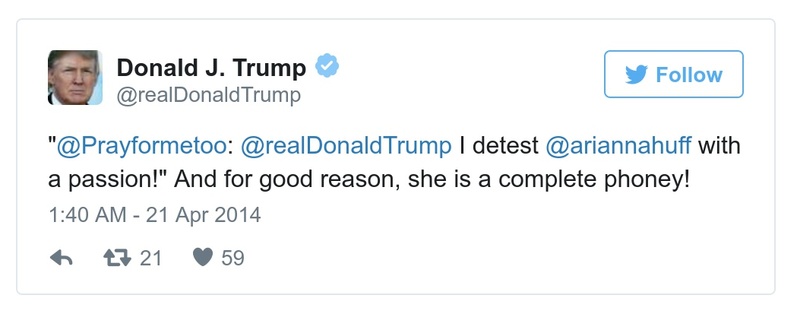 Donald J. Trump
@realDonaldTrump
Follow
"@Prayformetoo: @realDonaldTrump I detest @ariannahuff with
a passion!" And for good reason, she is a complete phoney!
1:40 AM - 21 Apr 2014
21 59